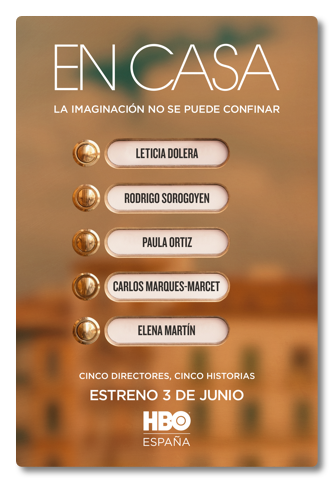 EN CASA
LA IMAGINACIÓN NO SE PUEDE CONFINAR
LETICIA DOLERA
RODRIGO SOROGOYEN
PAULA ORTIZ
CARLOS MARQUES-MARCET
ELENA MARTÍN
CINCO DIRECTORES, CINCO HISTORIAS
ESTRENO 3 DE JUNIO
HBO
ESPAÑA